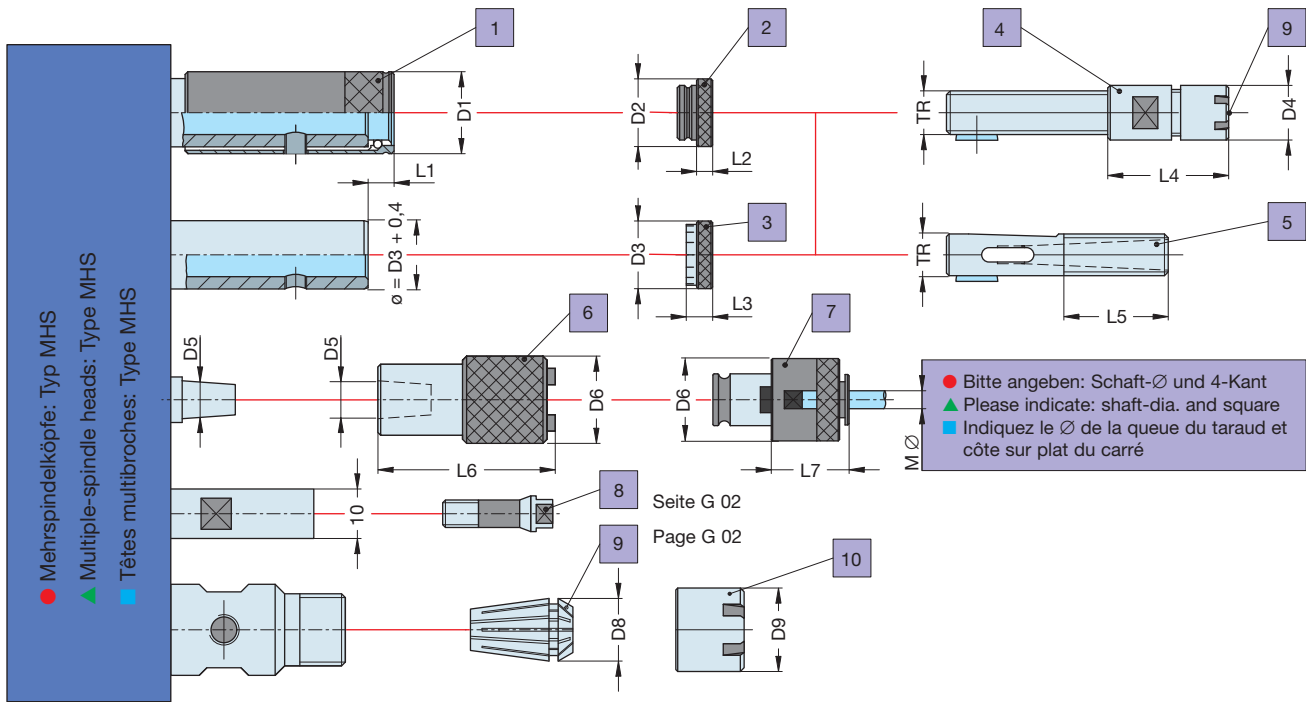 1
2
4
9
D1
D2
TR
D4
L1
L2
L4
3
5
ø = D3 + 0,4
D3
TR
L3
L5
6
7
D5
D5
D6
D6
L6
L7
M Ø
● Bitte angeben: Schaft-Ø und 4-Kant
▲ Please indicate: shaft-dia. and square
■ Indiquez le Ø de la queue du taraud et
côte sur plat du carré
● Mehrspindelköpfe: Typ MHS
▲ Multiple-spindle heads: Type MHS
■ Têtes multibroches: Type MHS
10
8
Seite G 02
Page G 02
9
10
D8
D9